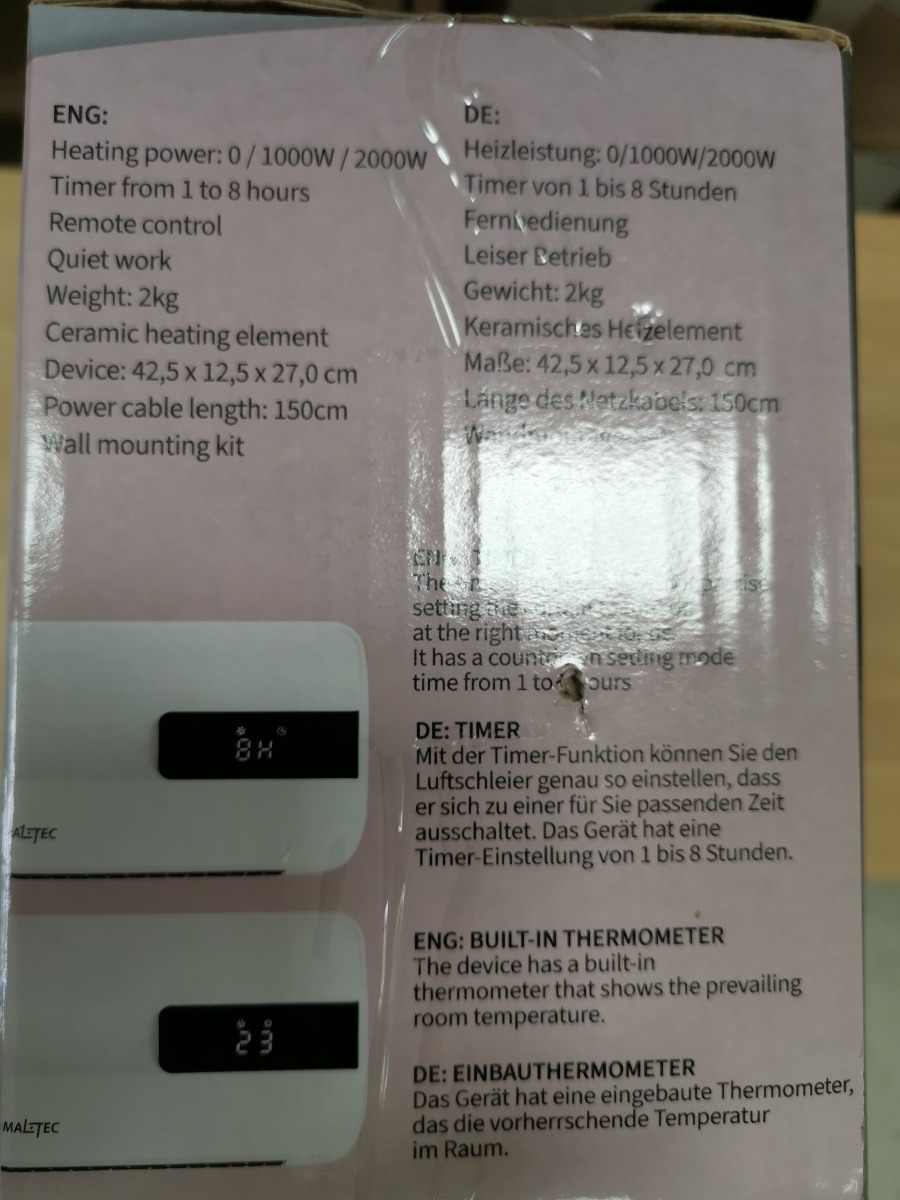 ENG:
Heating power: 0 / 1000W / 2000W
Timer from 1 to 8 hours
Remote control
Quiet work
Weight: 2kg
Ceramic heating element
Device: 42,5 x 12,5 x 27,0 cm
Power cable length: 150cm
Wall mounting kit
DE:
Heizleistung: 0/1000W/2000W
Timer von 1 bis 8 Stunden
Fernbedienung
Leiser Betrieb
Gewicht: 2kg
Keramisches Heizelement
Maße: 42,5 x 12,5 x 27,0 cm
Länge des Netzkabels: 150cm
The
setting the
at the right moment for us.
It has a countdown setting mode
time from 1 to hours
DE: TIMER
Mit der Timer-Funktion können Sie den
Luftschleier genau so einstellen, dass
er sich zu einer für Sie passenden Zeit
ausschaltet. Das Gerät hat eine
Timer-Einstellung von 1 bis 8 Stunden.
8H
MALTEC
ENG: BUILT-IN THERMOMETER
The device has a built-in
thermometer that shows the prevailing
room temperature.
DE: EINBAUTHERMOMETER
Das Gerät hat eine eingebaute Thermometer,
das die vorherrschende Temperatur
im Raum.
23
MALTEC